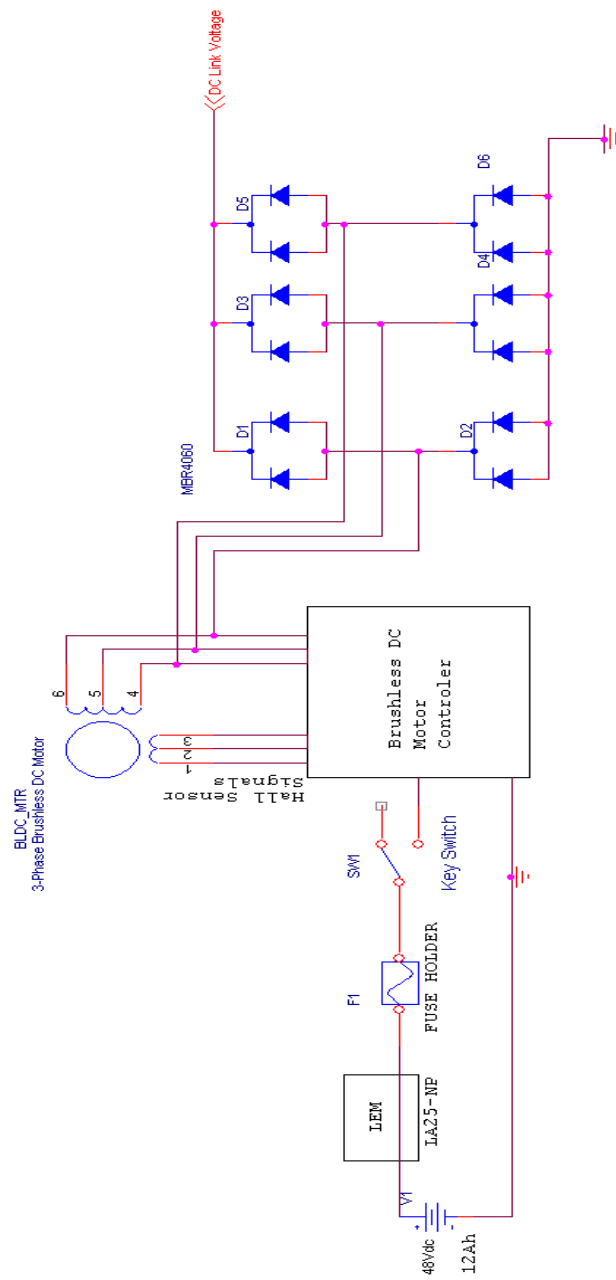 BLDC_MTR
3-Phase Brushless DC Motor
6
5
4
3
2
1
Hall Sensor
Signals
Brushless DC
Motor
Controler
DC Link Voltage
MBR4060
D1
D3
D5
D2
D4
D6
SW1
Key Switch
F1
FUSE HOLDER
LEM
LA25-NP
V1
+
-
48Vdc
12Ah